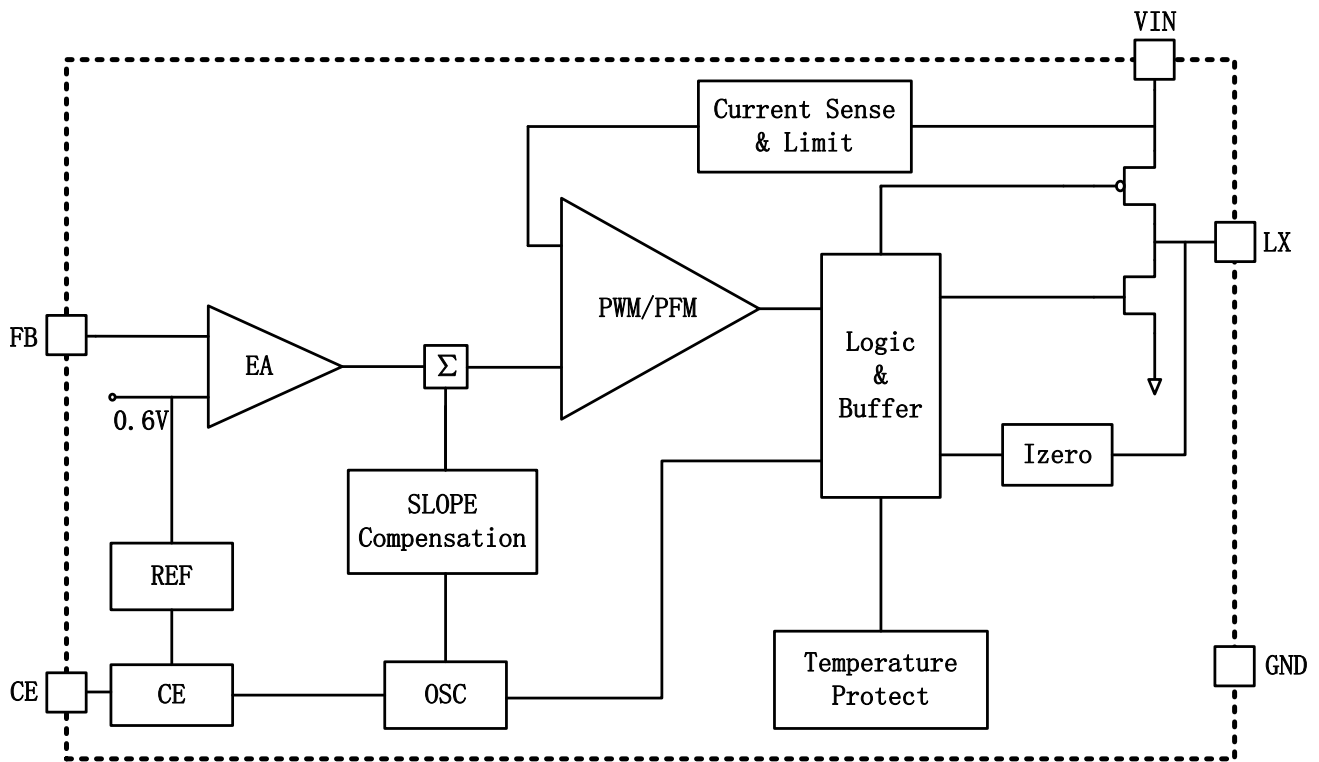 VIN
Current Sense
& Limit
LX
PWM/PFM
FB
EA
Σ
Logic
&
Buffer
0.6V
Izero
SLOPE
Compensation
REF
Temperature
Protect
GND
CE
CE
OSC